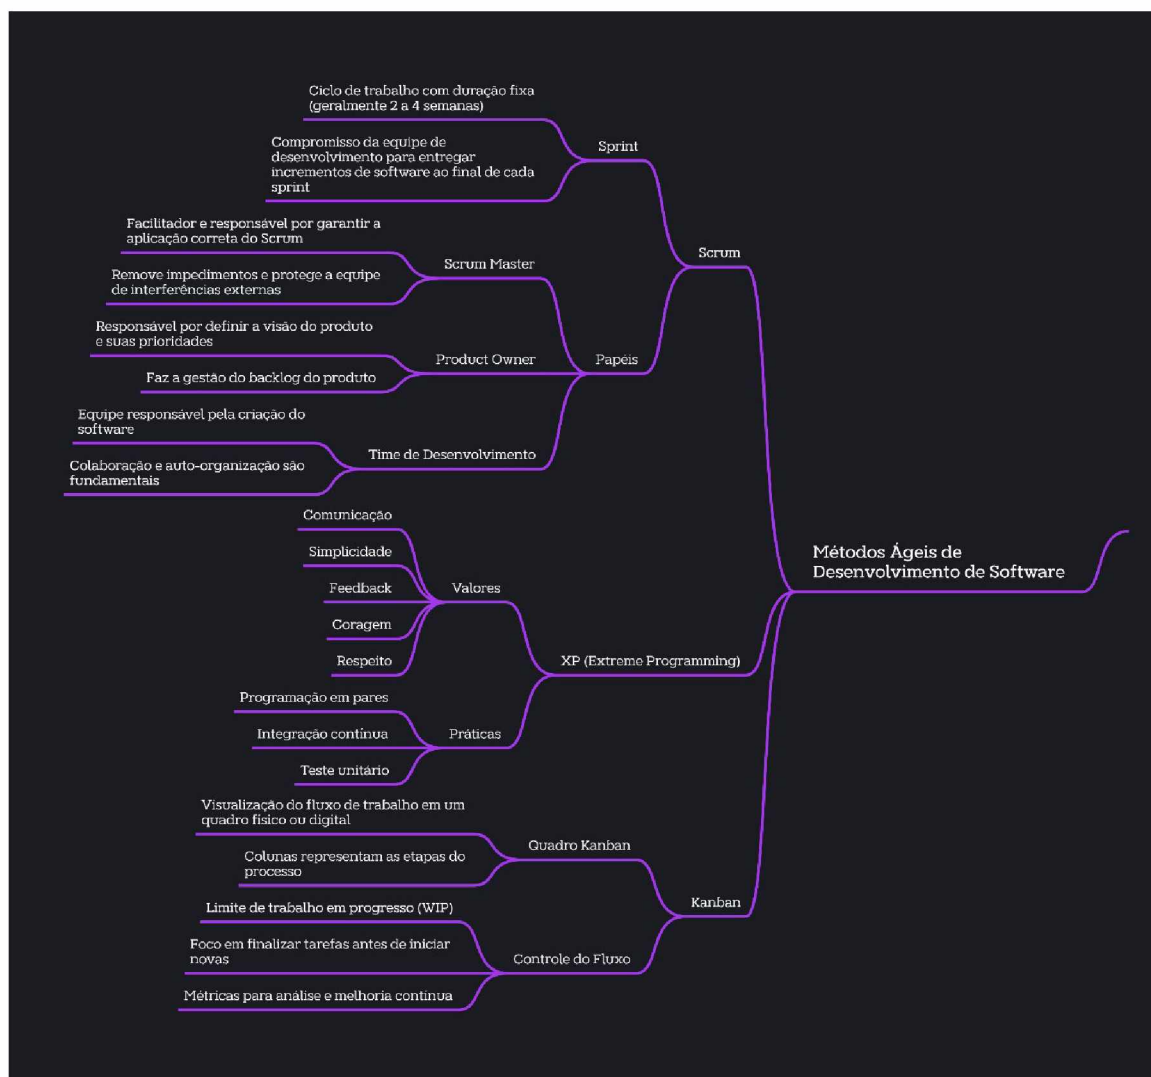 Ciclo de trabalho com duração fixa
(geralmente 2 a 4 semanas)
Compromisso da equipe de
desenvolvimento para entregar
incrementos de software ao final de cada
sprint
Sprint
Facilitador e responsável por garantir a
aplicação correta do Scrum
Remove impedimentos e protege a equipe
de interferências externas
Scrum Master
Responsável por definir a visão do produto
e suas prioridades
Faz a gestão do backlog do produto
Product Owner
Equipe responsável pela criação do
software
Colaboração e auto-organização são
fundamentais
Time de Desenvolvimento
Papéis
Scrum
Comunicação
Simplicidade
Feedback
Coragem
Respeito
Valores
Programação em pares
Integração contínua
Teste unitário
Práticas
XP (Extreme Programming)
Visualização do fluxo de trabalho em um
quadro físico ou digital
Colunas representam as etapas do
processo
Quadro Kanban
Limite de trabalho em progresso (WIP)
Foco em finalizar tarefas antes de iniciar
novas
Métricas para análise e melhoria contínua
Controle do Fluxo
Kanban
Métodos Ágeis de
Desenvolvimento de Software